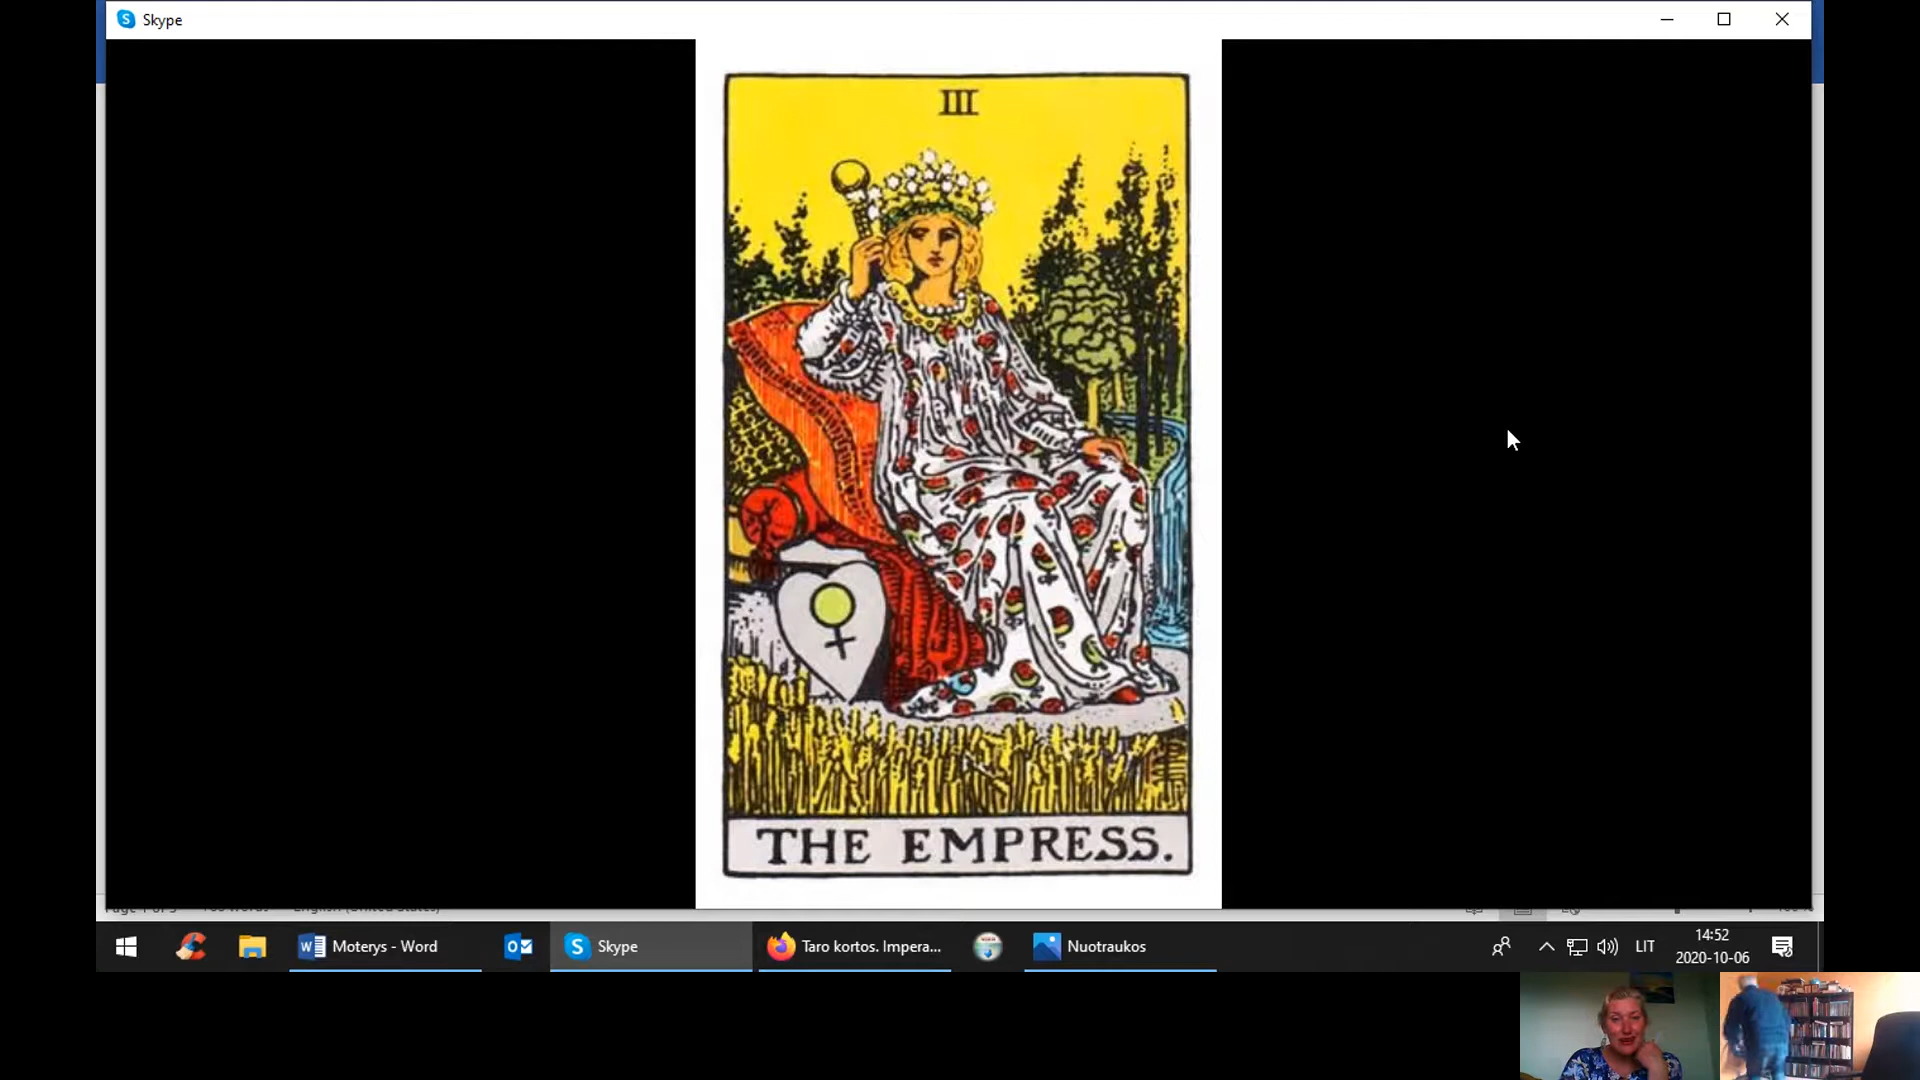 Skype
III
THE EMPRESS.
Moterys - Word
Skype
Taro kortos. Impera...
Nuotraukos
LIT
14:52
2020-10-06